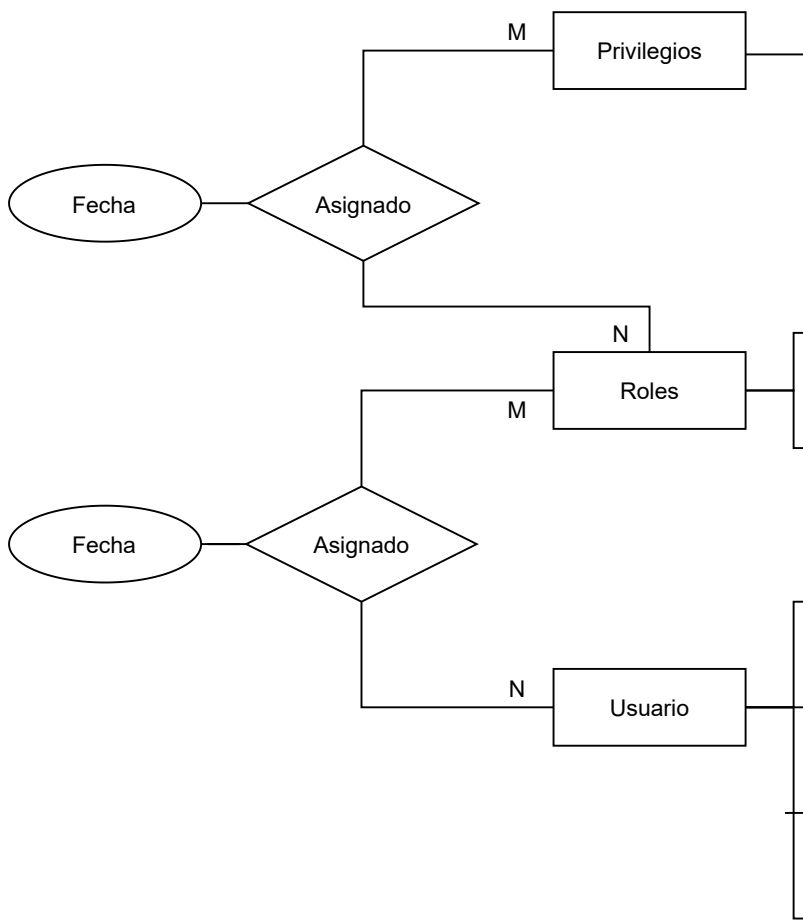 M
Privilegios
Fecha
Asignado
N
Roles
M
Fecha
Asignado
N
Usuario